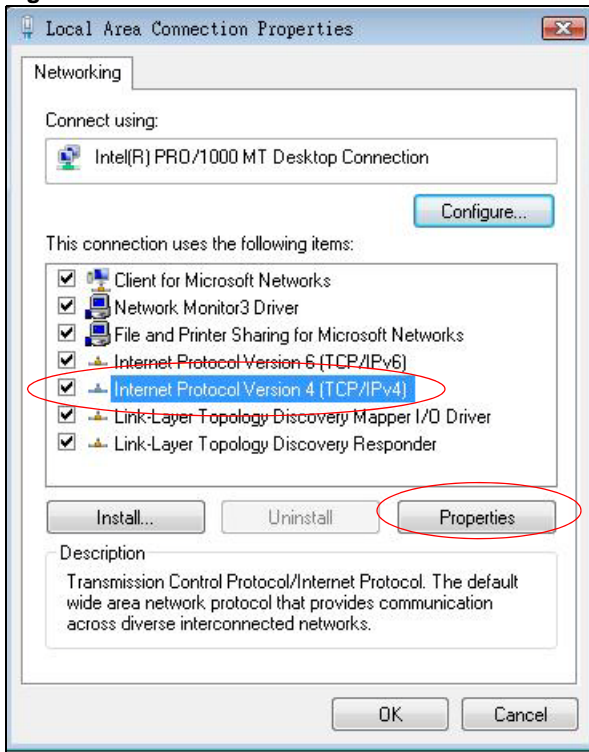 Local Area Connection Properties
Networking
Connect using:
Intel(R) PRO/1000 MT Desktop Connection
Configure...
This connection uses the following items:
Client for Microsoft Networks
Network Monitor3 Driver
File and Printer Sharing for Microsoft Networks
Internet Protocol Version 6 (TCP/IPv6)
Internet Protocol Version 4 (TCP/IPv4)
Link-Layer Topology Discovery Mapper I/O Driver
Link-Layer Topology Discovery Responder
Install...
Uninstall
Properties
Description
Transmission Control Protocol/Internet Protocol. The default
wide area network protocol that provides communication
across diverse interconnected networks.
OK
Cancel